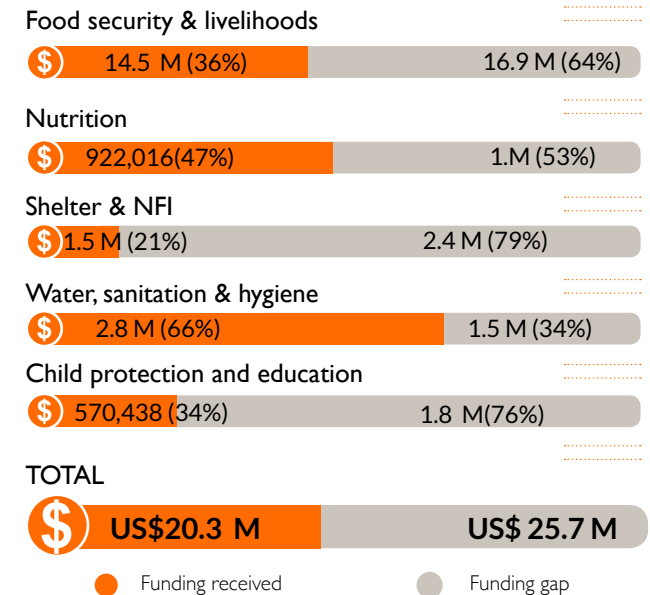 Food security & livelihoods
$ 14.5 M (36%) 16.9 M (64%)
Nutrition
$ 922,016(47%) 1.M (53%)
Shelter & NFI
$ 1.5 M (21%) 2.4 M (79%)
Water, sanitation & hygiene
$ 2.8 M (66%) 1.5 M (34%)
Child protection and education
$ 570,438 (34%) 1.8 M(76%)
TOTAL
$ US$20.3 M US$ 25.7 M
Funding received Funding gap